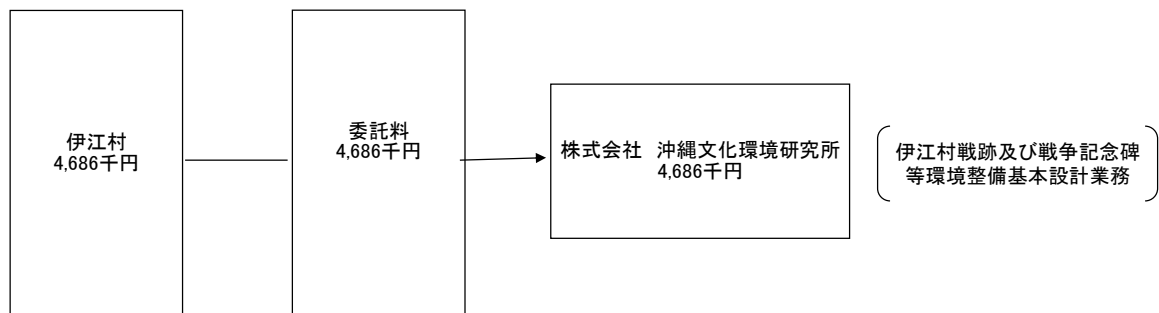 伊江村
4,686千円
委託料
4,686千円
株式会社　沖縄文化環境研究所
4,686千円
伊江村戦跡及び戦争記念碑
等環境整備基本設計業務